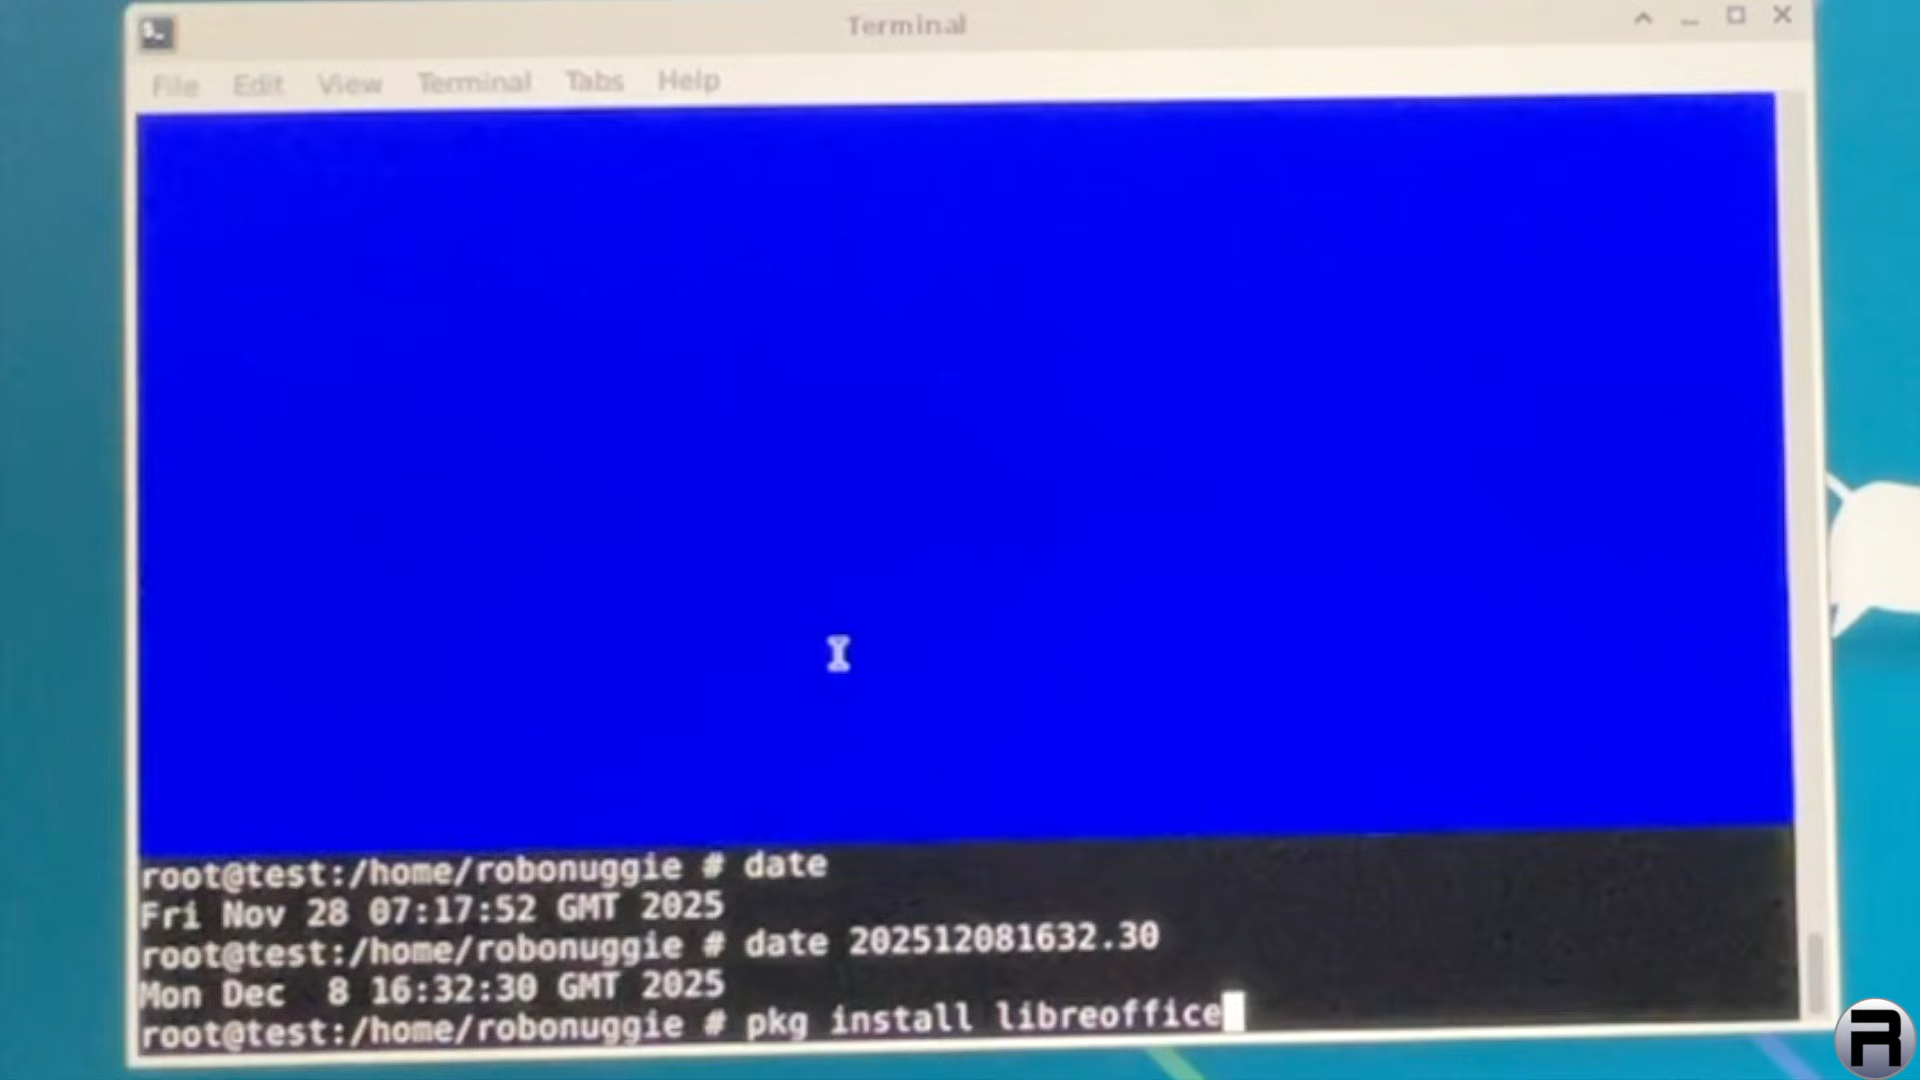 Terminal
File Edit View Terminal Tabs Help
root@test:/home/robonuggie # date
Fri Nov 28 07:17:52 GMT 2025
root@test:/home/robonuggie # date 202512081632.30
Mon Dec  8 16:32:30 GMT 2025
root@test:/home/robonuggie # pkg install libreoffice
R